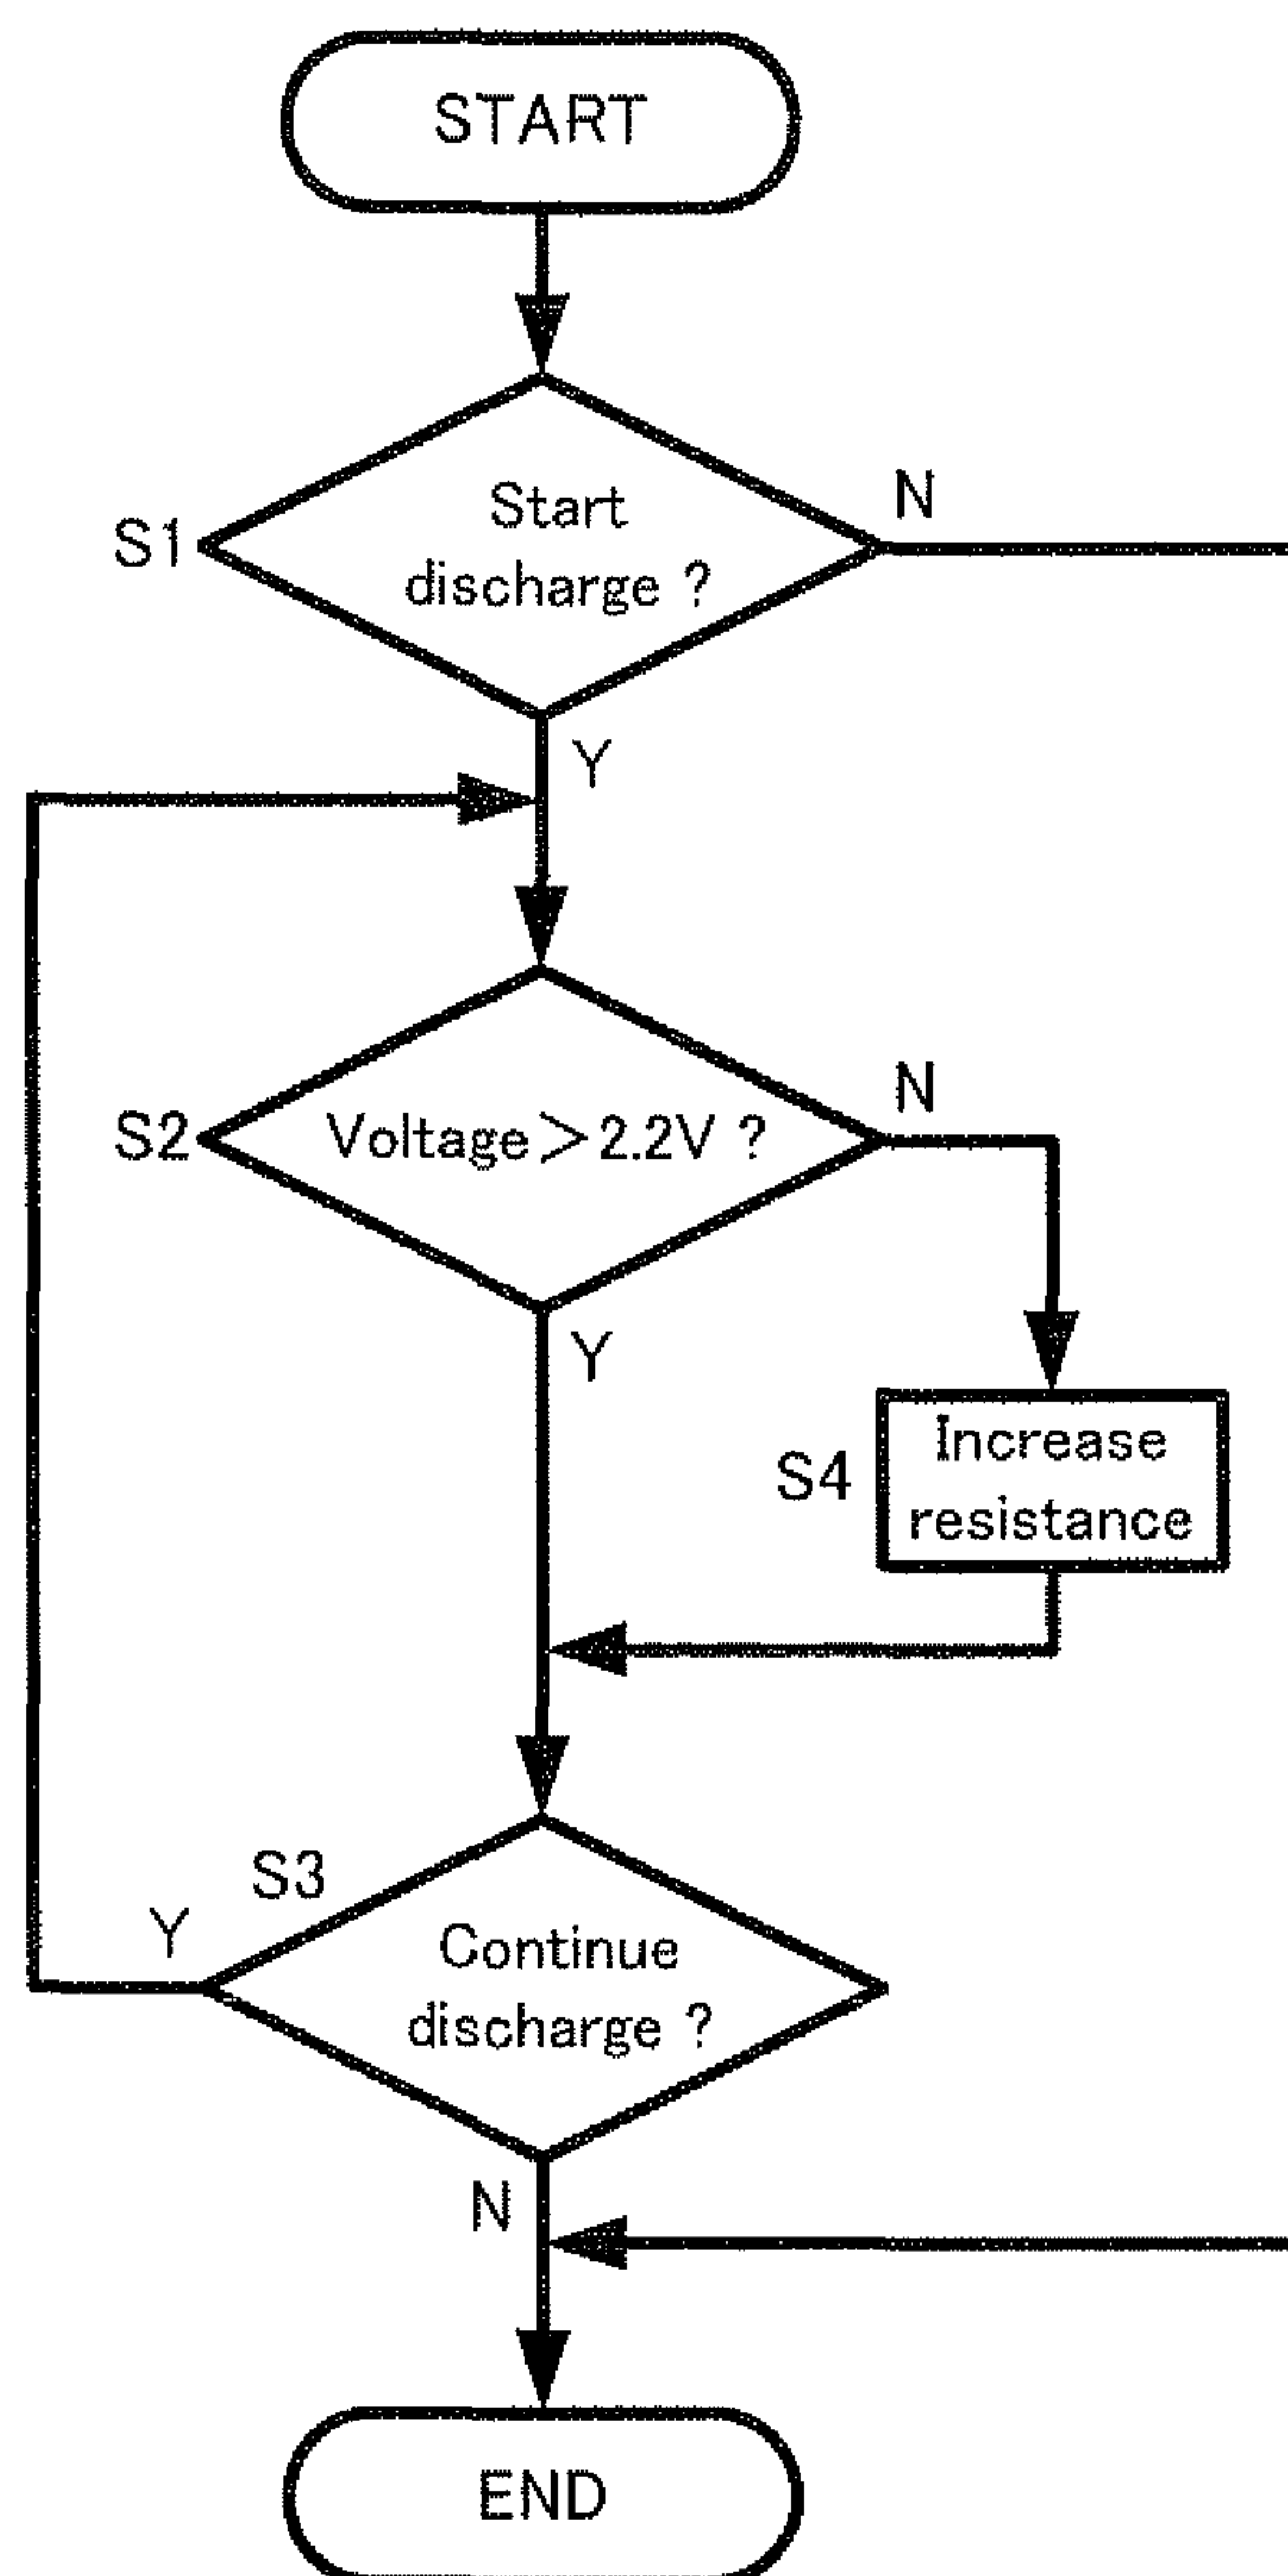 START
Start
discharge ?
N
S1
Y
N
S2
Voltage＞2.2V ?
Y
Increase
resistance
S4
S3
Y
Continue
discharge ?
N
END